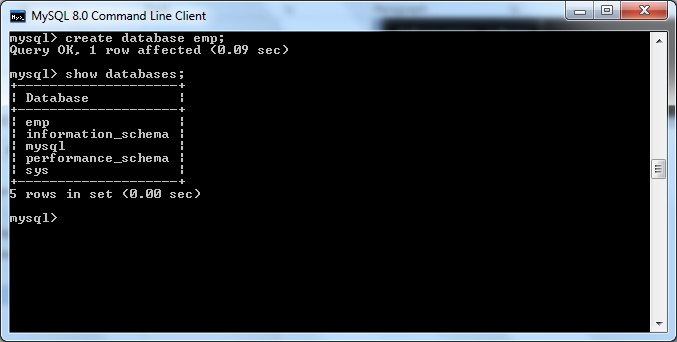 MySQL 8.0 Command Line Client
mysql> create database emp;
Query OK, 1 row affected (0.09 sec)
mysql> show databases;
+--------------------+
| Database           |
+--------------------+
| emp                |
| information_schema |
| mysql              |
| performance_schema |
| sys                |
+--------------------+
5 rows in set (0.00 sec)
mysql>